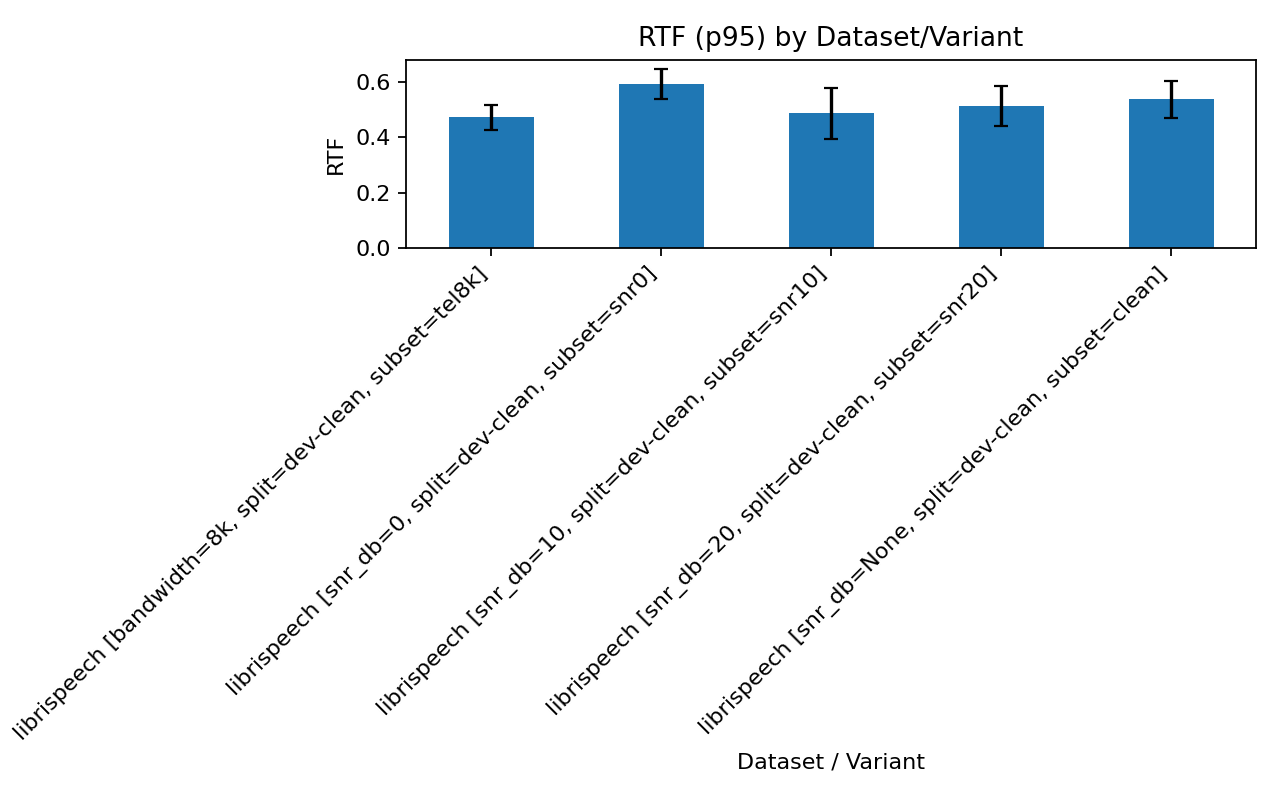 RTF (p95) by Dataset/Variant
RTF
0.6
0.4
0.2
0.0
librispeech [bandwidth=8k, split=dev-clean, subset=tel8k]
librispeech [snr_db=0, split=dev-clean, subset=snr0]
librispeech [snr_db=10, split=dev-clean, subset=snr10]
librispeech [snr_db=20, split=dev-clean, subset=snr20]
librispeech [snr_db=None, split=dev-clean, subset=clean]
Dataset / Variant